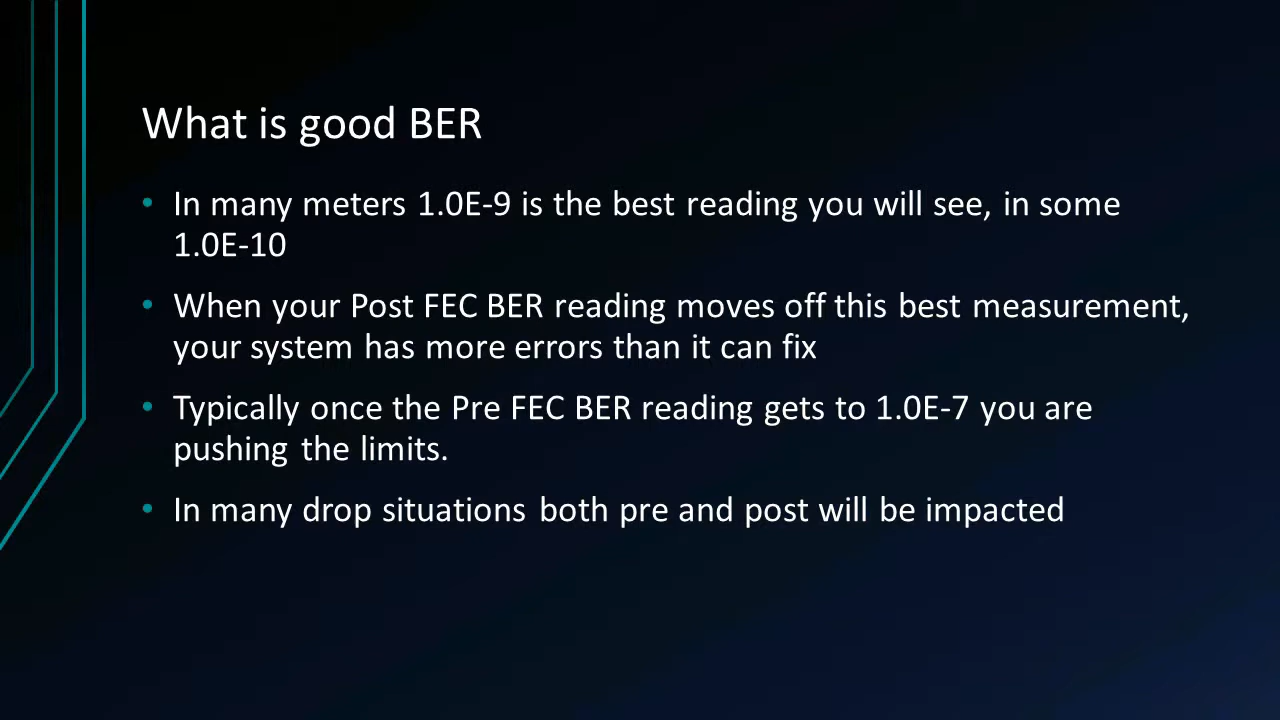 What is good BER
• In many meters 1.0E-9 is the best reading you will see, in some
1.0E-10
• When your Post FEC BER reading moves off this best measurement,
your system has more errors than it can fix
• Typically once the Pre FEC BER reading gets to 1.0E-7 you are
pushing the limits.
• In many drop situations both pre and post will be impacted